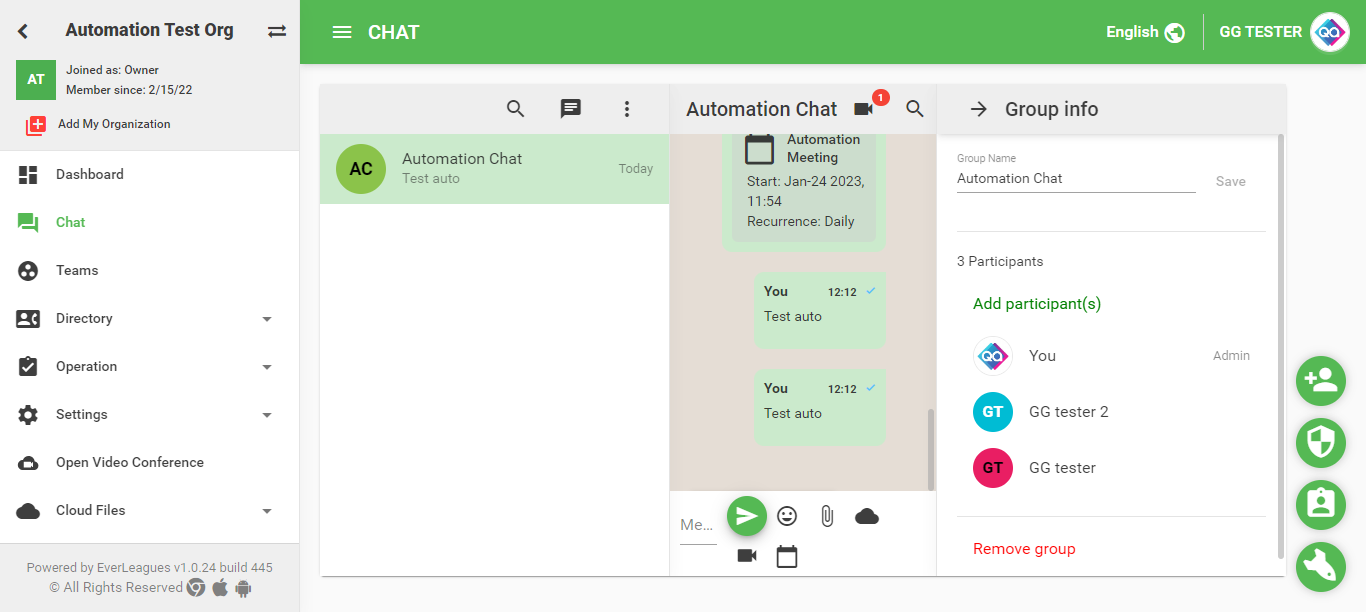 Automation Test Org
AT
Joined as: Owner
Member since: 2/15/22
Add My Organization
Dashboard
Chat
Teams
Directory
Operation
Settings
Open Video Conference
Cloud Files
Powered by EverLeagues v1.0.24 build 445
© All Rights Reserved
CHAT
English
GG TESTER
QA
AC
Automation Chat
Test auto
Today
Automation Chat
1
Automation
Meeting
Start: Jan-24 2023,
11:54
Recurrence: Daily
You 12:12
Test auto
You 12:12
Test auto
Me...
Group info
Group Name
Automation Chat
Save
3 Participants
Add participant(s)
QA
You
Admin
GT
GG tester 2
GT
GG tester
Remove group